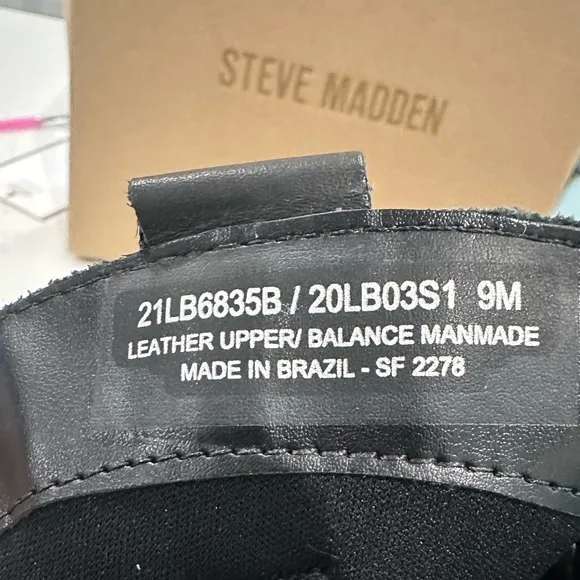 STEVE MADDEN
21LB6835B / 20LB03S1 9M
LEATHER UPPER/ BALANCE MANMADE
MADE IN BRAZIL - SF 2278